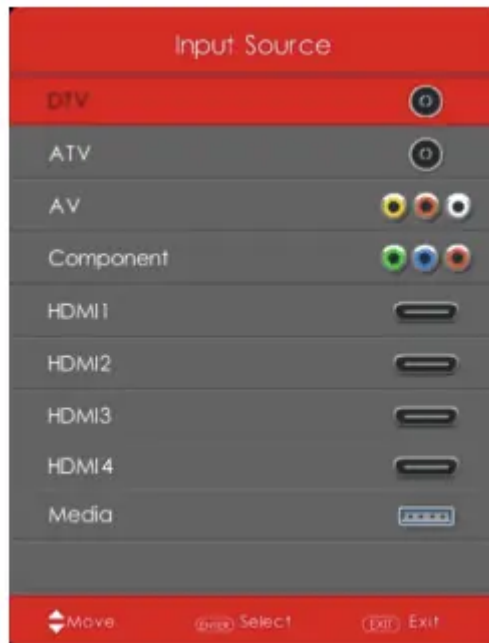 Input Source
DTV
ATV
AV
Component
HDMI1
HDMI2
HDMI3
HDMI4
Media
Move ENTER Select EXIT Exit